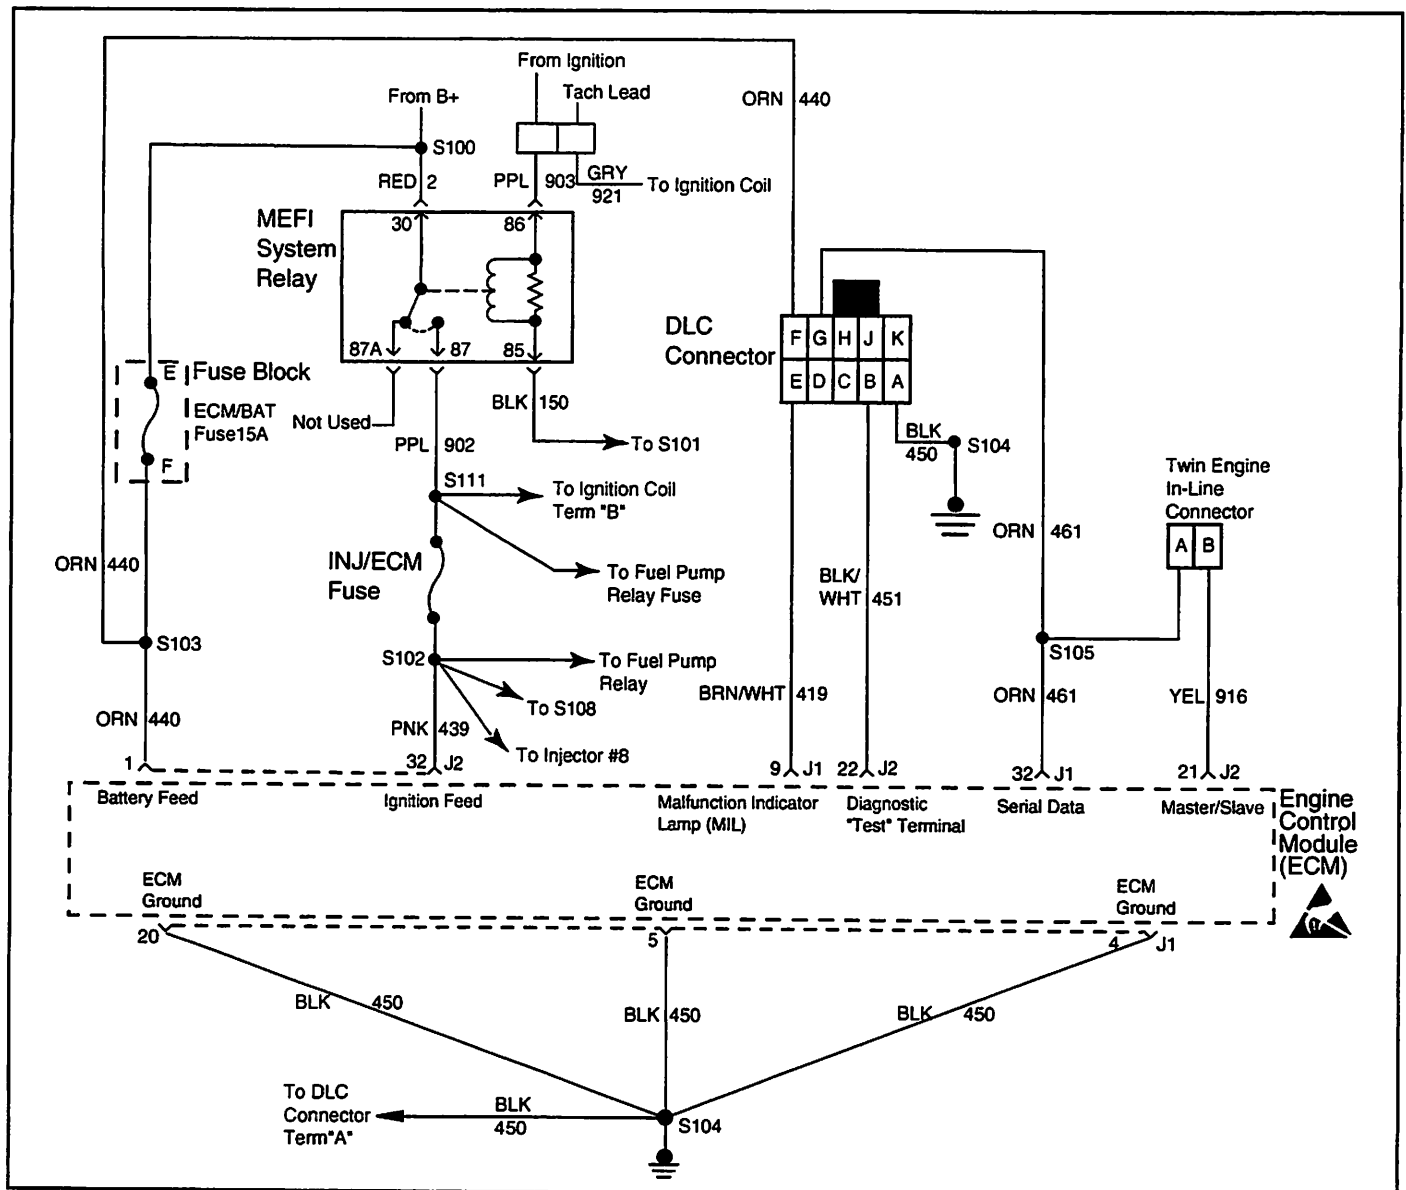 From Ignition
Tach Lead
From B+
ORN 440
S100
RED 2
PPL 903
GRY
921
To Ignition Coil
MEFI
System
Relay
30
86
87A
87
85
DLC
Connector
F G H J K
E D C B A
E
Fuse Block
ECM/BAT
Fuse15A
F
Not Used
BLK 150
To S101
PPL 902
BLK
450
S104
S111
To Ignition Coil
Term "B"
Twin Engine
In-Line
Connector
A B
ORN 461
ORN 440
INJ/ECM
Fuse
To Fuel Pump
Relay Fuse
BLK/
WHT 451
S103
S102
To Fuel Pump
Relay
S105
To S108
BRN/WHT 419
ORN 461
YEL 916
ORN 440
PNK 439
To Injector #8
1
32 J2
9 J1
22 J2
32 J1
21 J2
Battery Feed
Ignition Feed
Malfunction Indicator
Lamp (MIL)
Diagnostic
"Test" Terminal
Serial Data
Master/Slave
Engine
Control
Module
(ECM)
ECM
Ground
ECM
Ground
ECM
Ground
20
5
4 J1
BLK 450
BLK 450
BLK 450
To DLC
Connector
Term"A"
BLK
450
S104